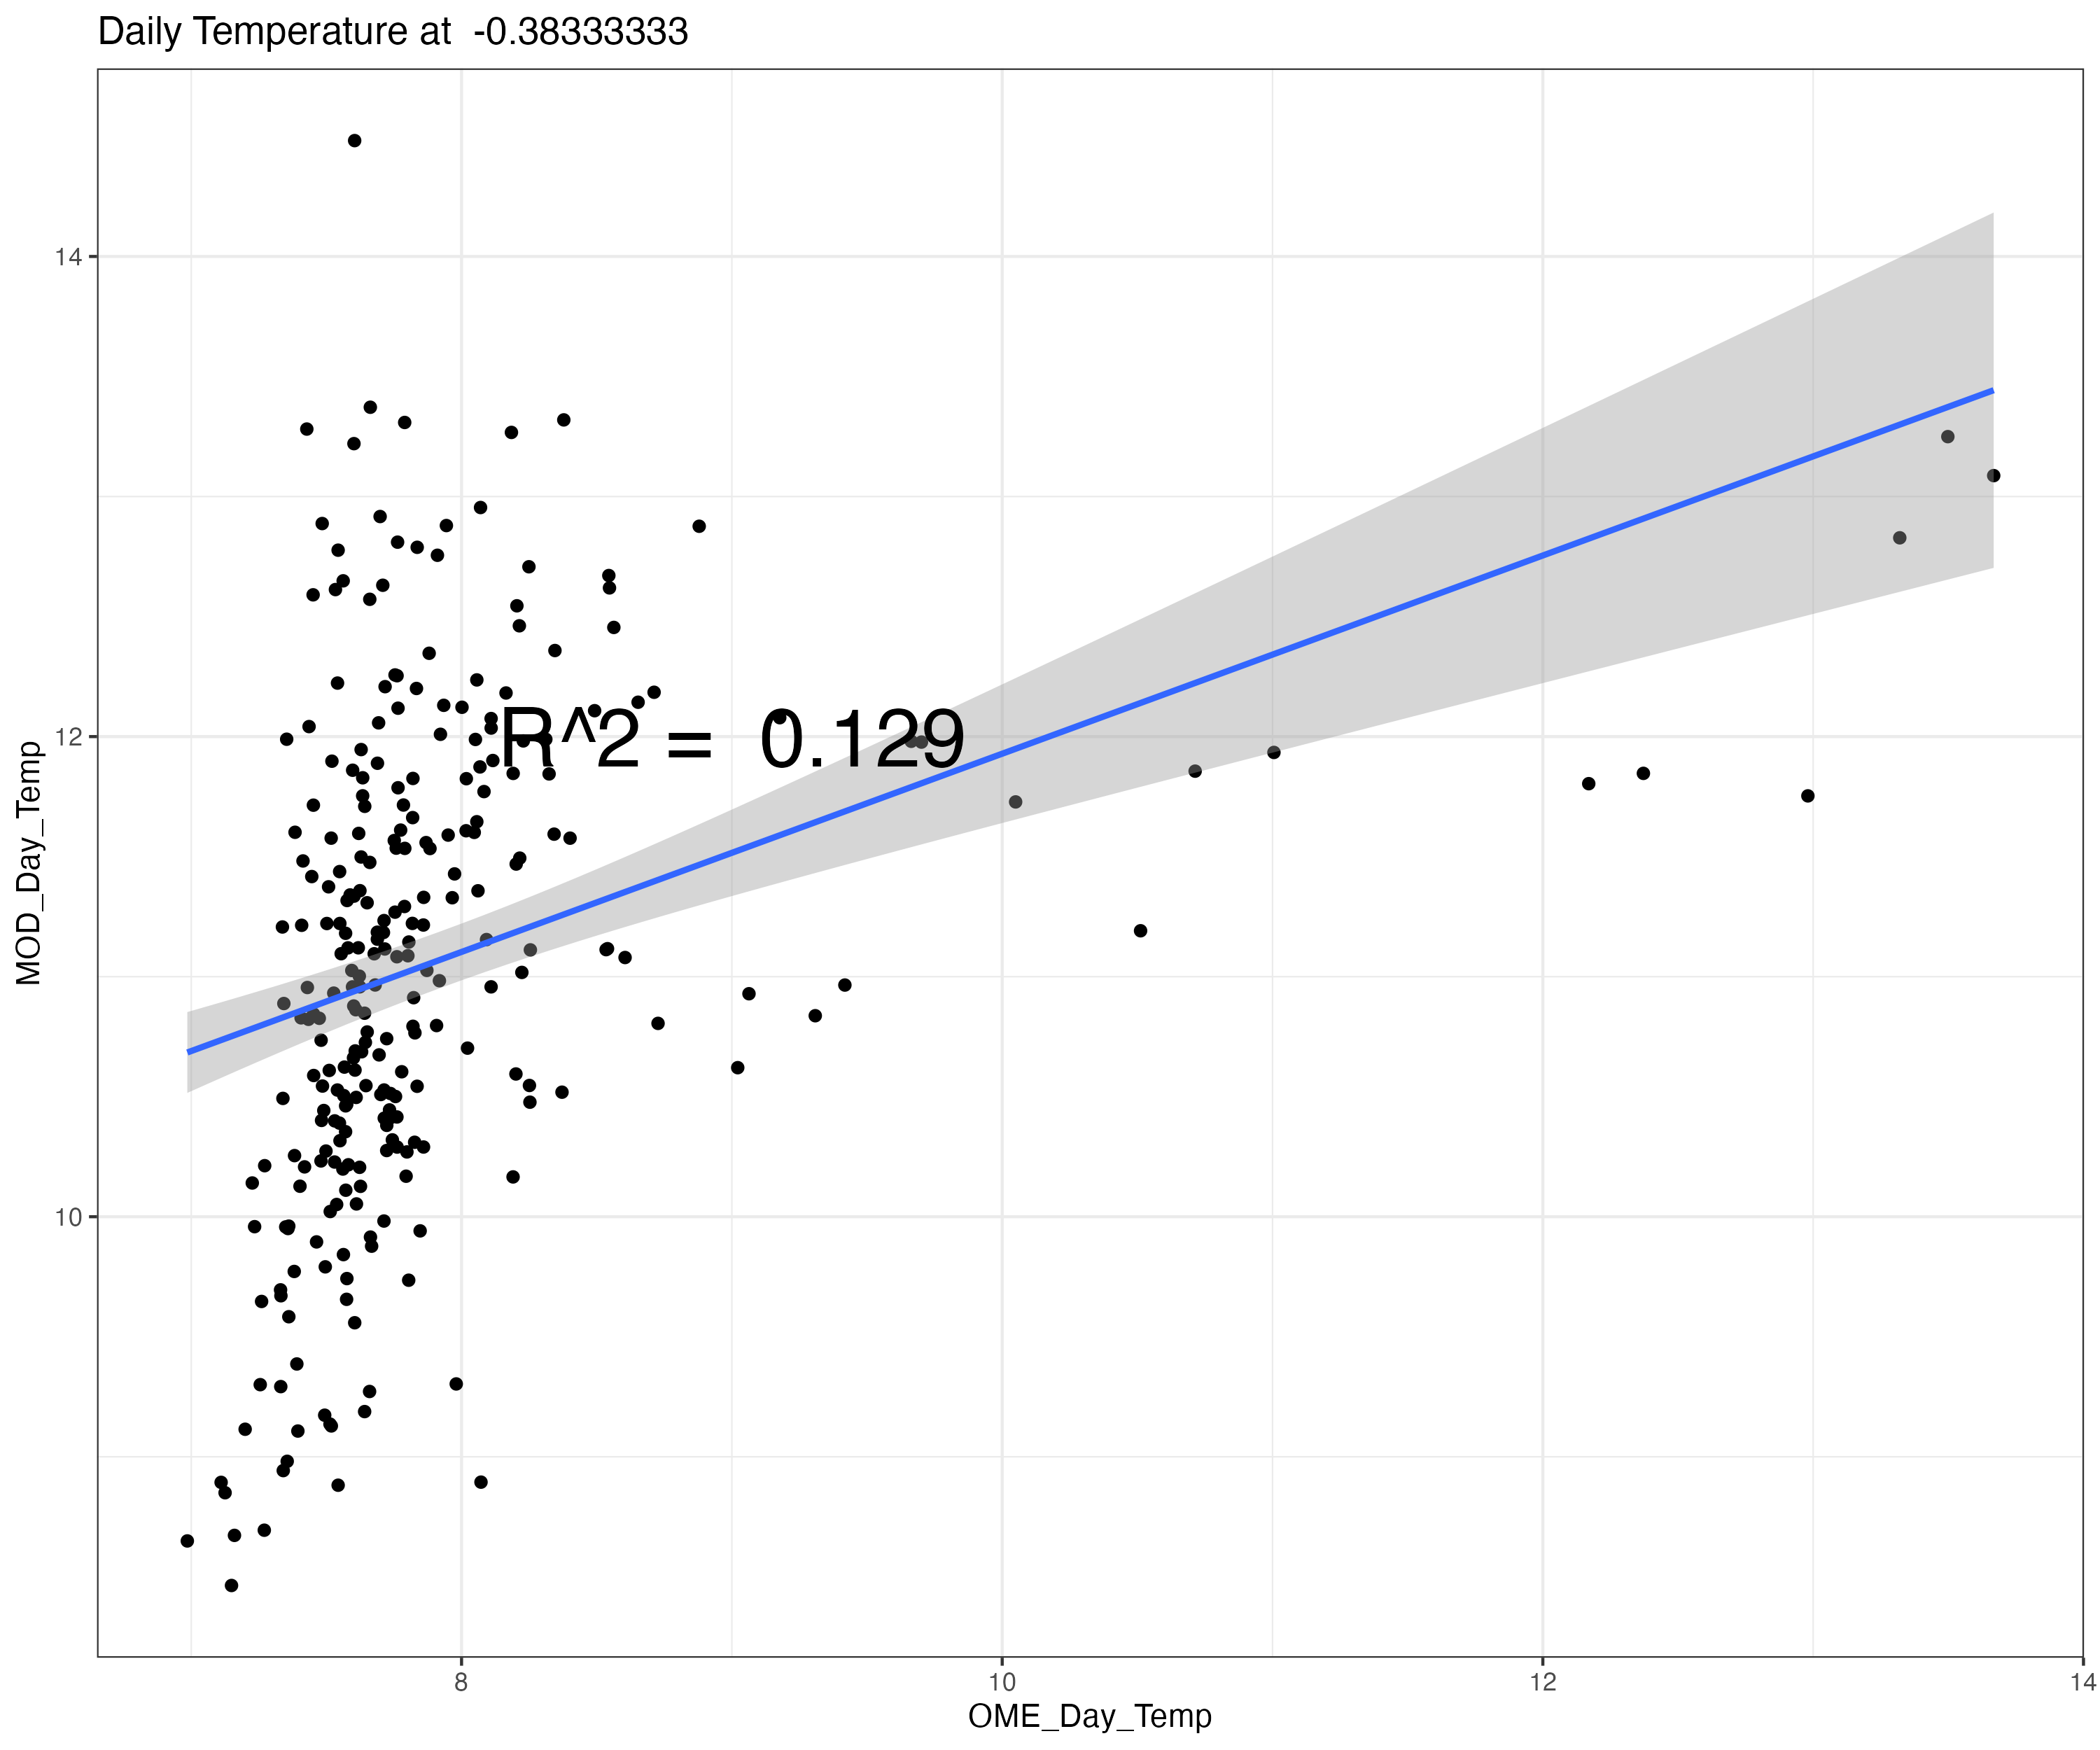 Daily Temperature at  -0.38333333
14
12
10
R^2 =  0.129
MOD_Day_Temp
8
10
12
14
OME_Day_Temp